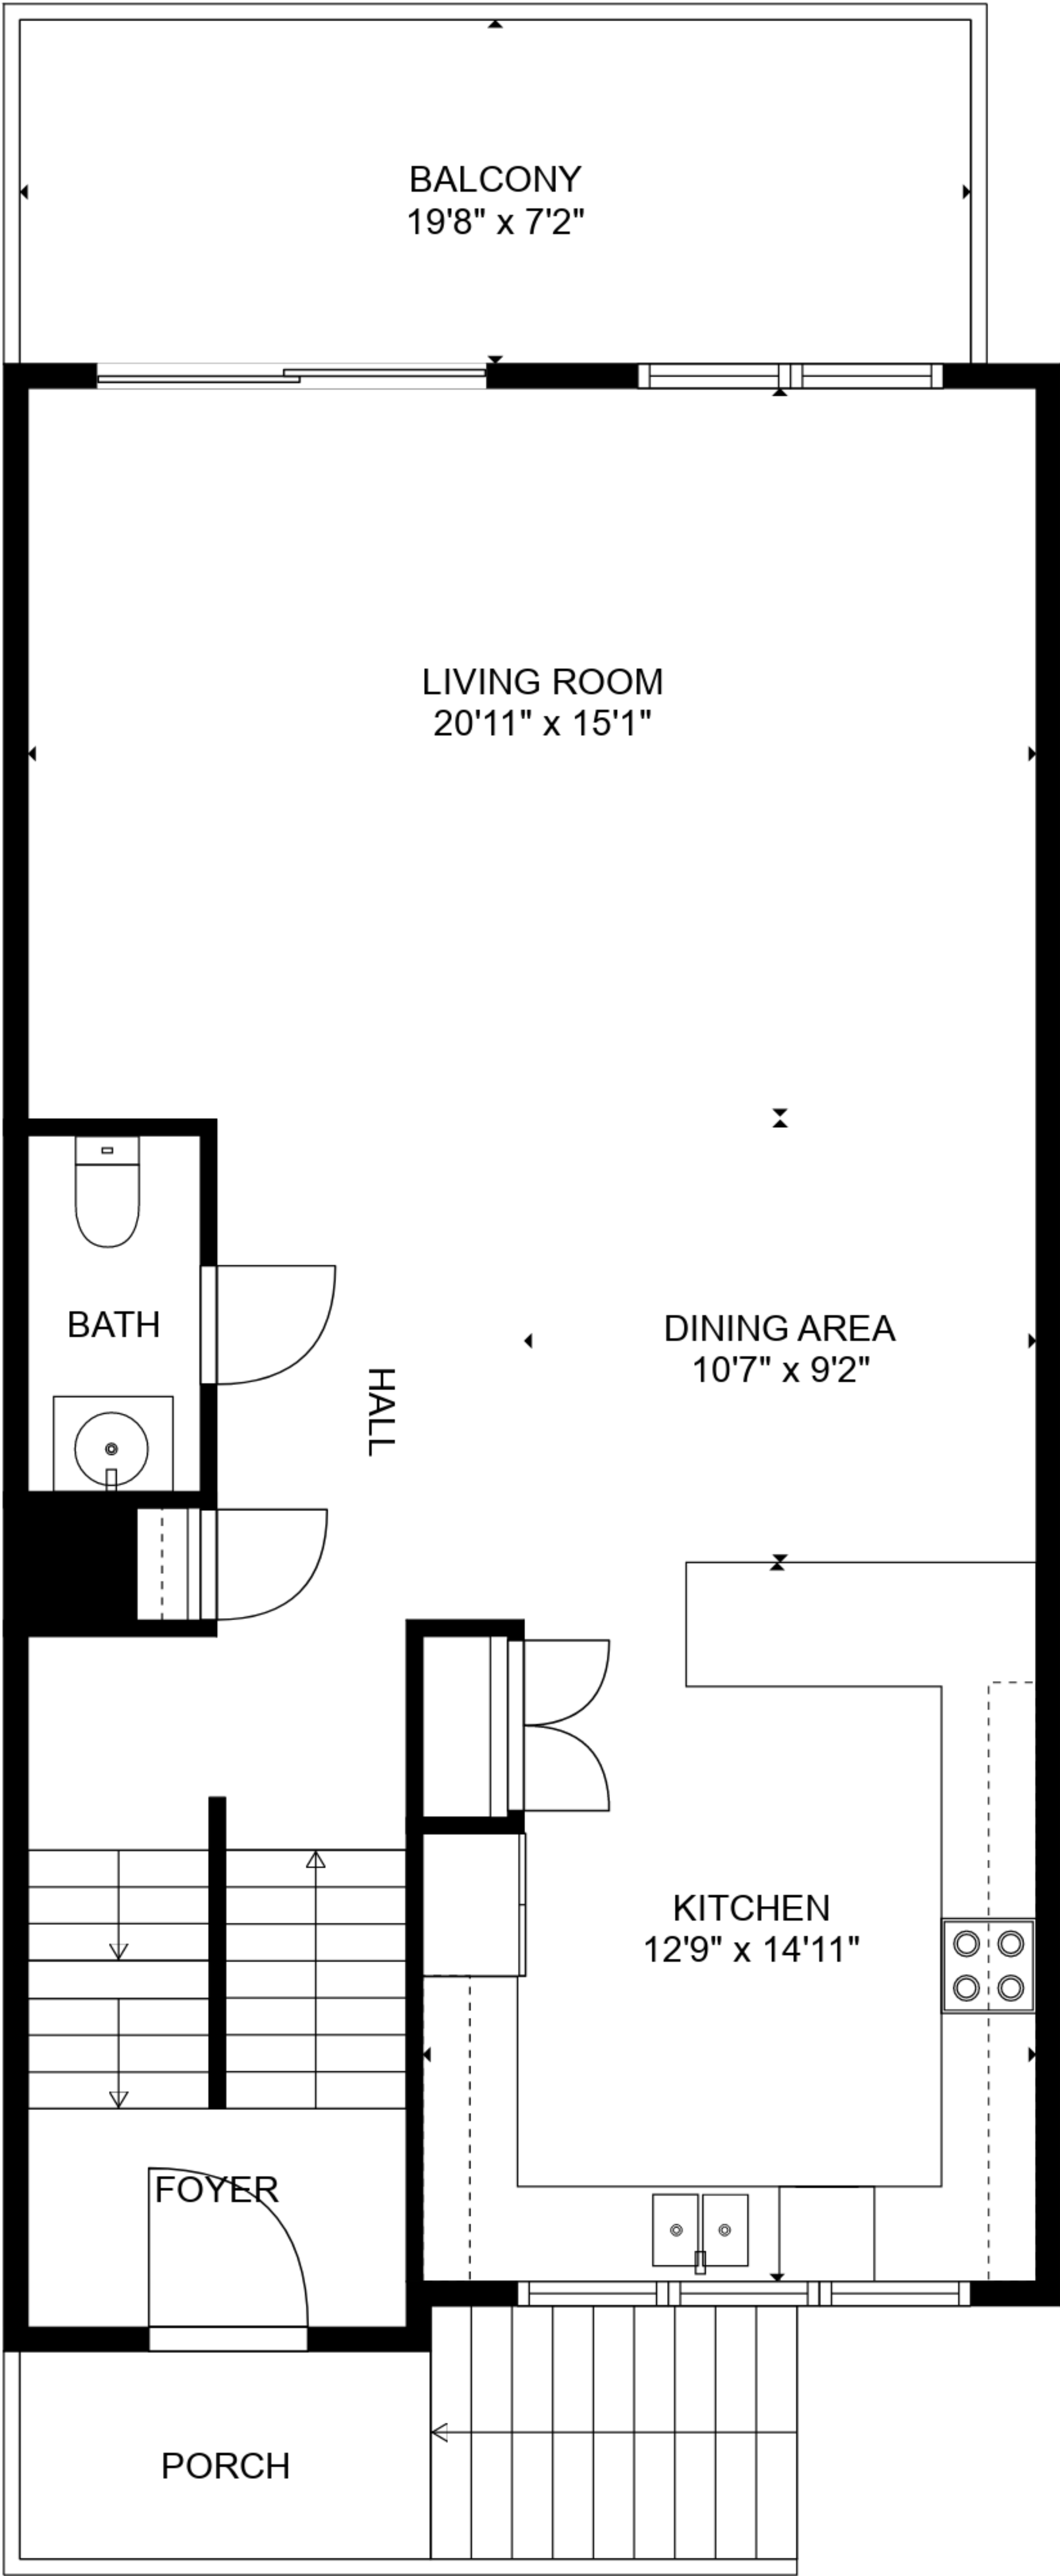 BALCONY
19'8" x 7'2"
LIVING ROOM
20'11" x 15'1"
BATH
HALL
DINING AREA
10'7" x 9'2"
KITCHEN
12'9" x 14'11"
FOYER
PORCH